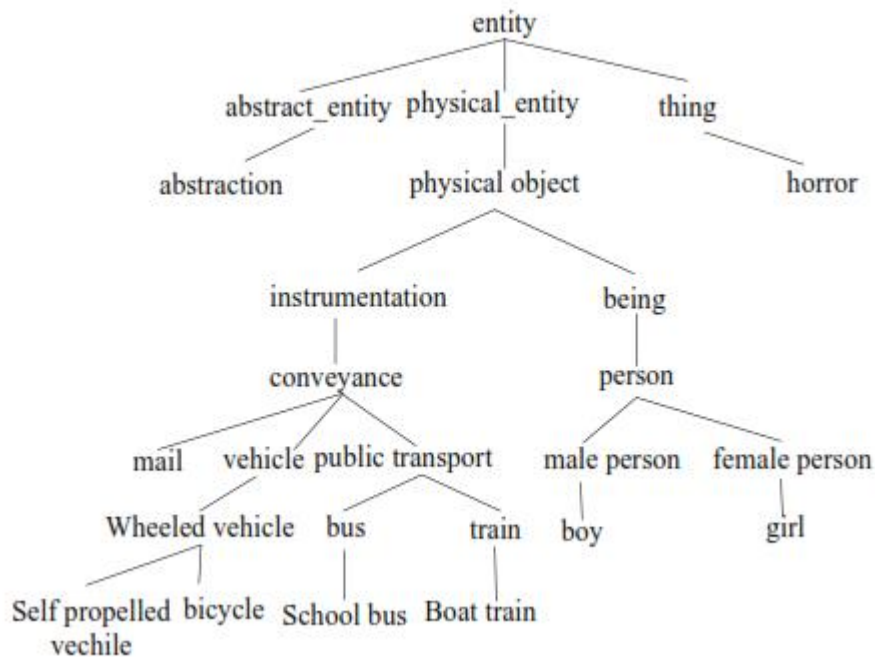 entity
abstract_entity physical_entity thing
abstraction physical object horror
instrumentation being
conveyance person
mail vehicle public transport male person female person
Wheeled vehicle bus train boy girl
Self propelled bicycle School bus Boat train
vechile